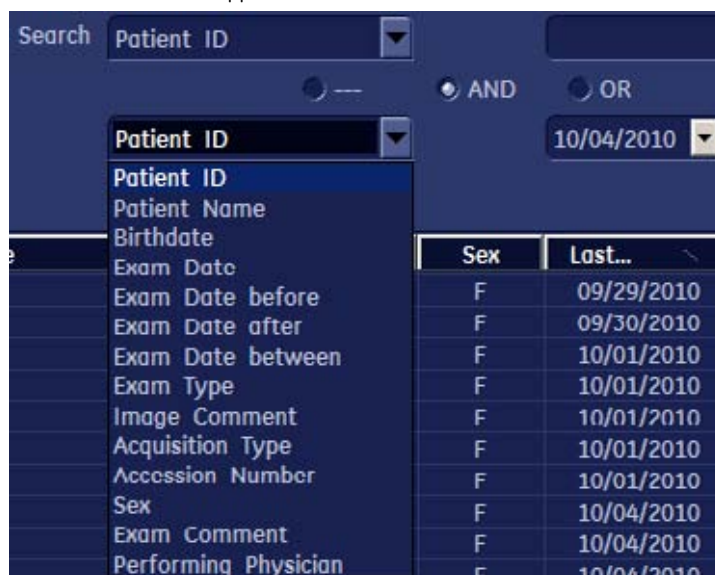 Search Patient ID
--- AND OR
Patient ID 10/04/2010
Patient ID
Patient Name
Birthdate
Exam Date
Exam Date before
Exam Date after
Exam Date between
Exam Type
Image Comment
Acquisition Type
Accession Number
Sex
Exam Comment
Performing Physician
Sex Last...
F 09/29/2010
F 09/30/2010
F 10/01/2010
F 10/01/2010
F 10/01/2010
F 10/01/2010
F 10/01/2010
F 10/04/2010
F 10/04/2010
F 10/04/2010